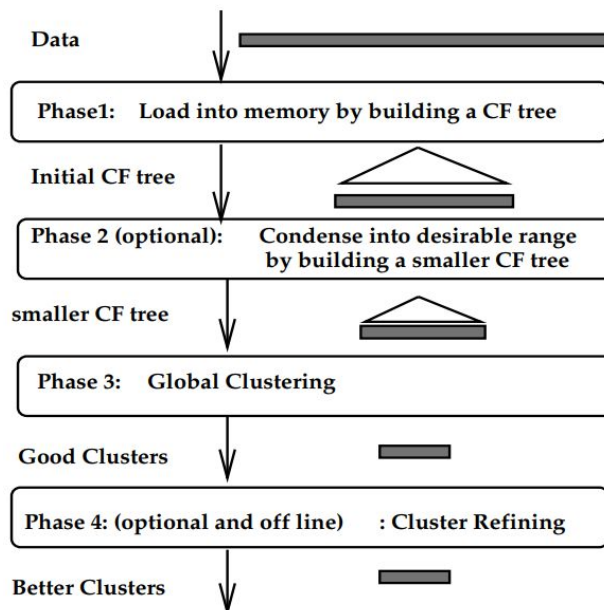 Data
Phase1: Load into memory by building a CF tree
Initial CF tree
Phase 2 (optional): Condense into desirable range
by building a smaller CF tree
smaller CF tree
Phase 3: Global Clustering
Good Clusters
Phase 4: (optional and off line) : Cluster Refining
Better Clusters